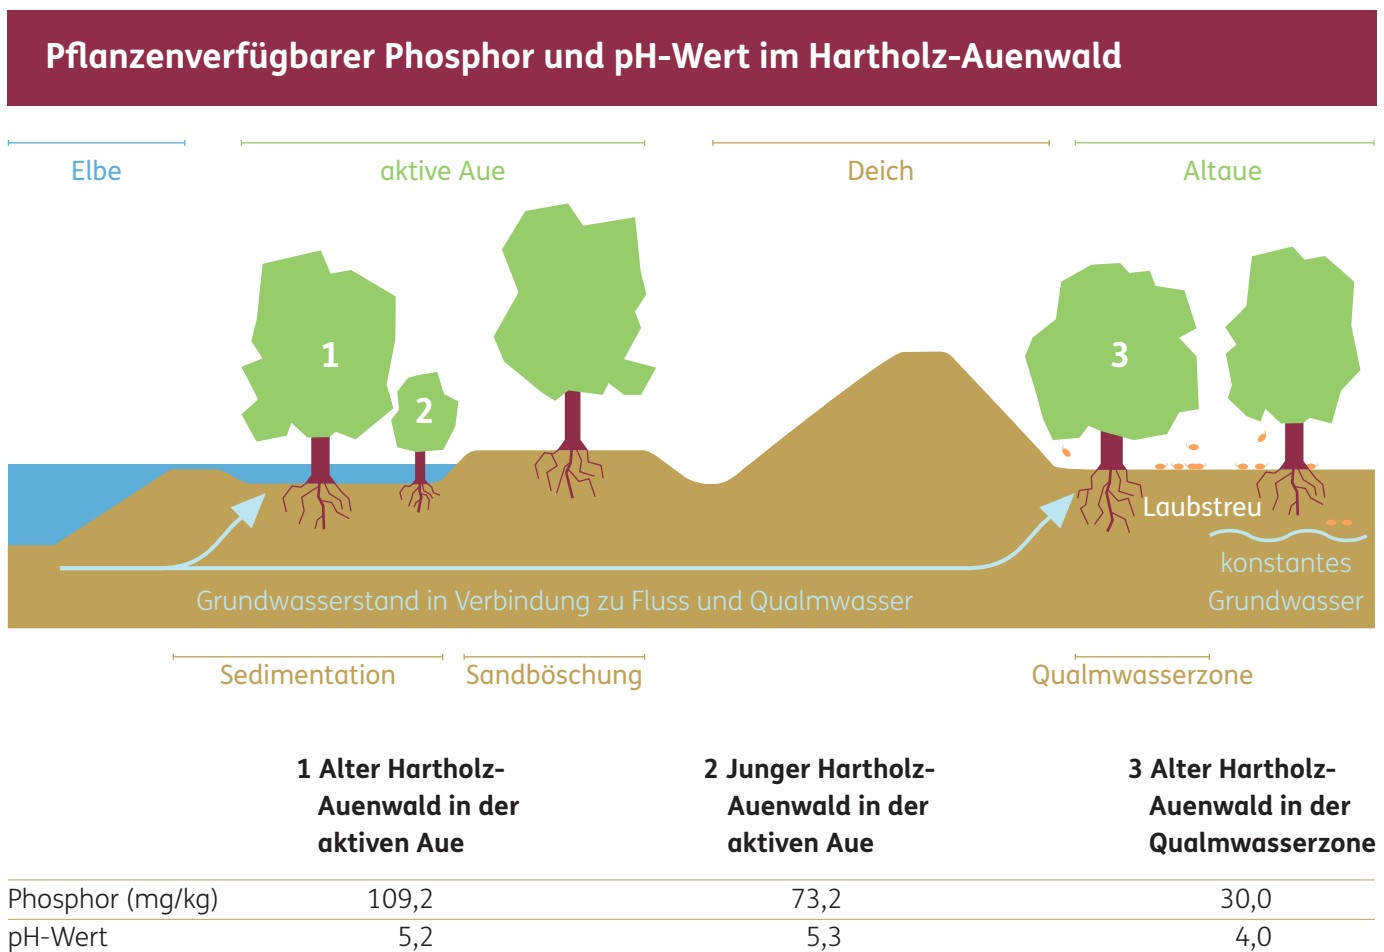 Pflanzenverfügbarer Phosphor und pH-Wert im Hartholz-Auenwald
Elbe
aktive Aue
Deich
Altaue
1
2
3
Laubstreu
konstantes
Grundwasser
Grundwasserstand in Verbindung zu Fluss und Qualmwasser
Sedimentation
Sandböschung
Qualmwasserzone
1 Alter Hartholz-
Auenwald in der
aktiven Aue
2 Junger Hartholz-
Auenwald in der
aktiven Aue
3 Alter Hartholz-
Auenwald in der
Qualmwasserzone
Phosphor (mg/kg) 109,2 73,2 30,0
pH-Wert 5,2 5,3 4,0